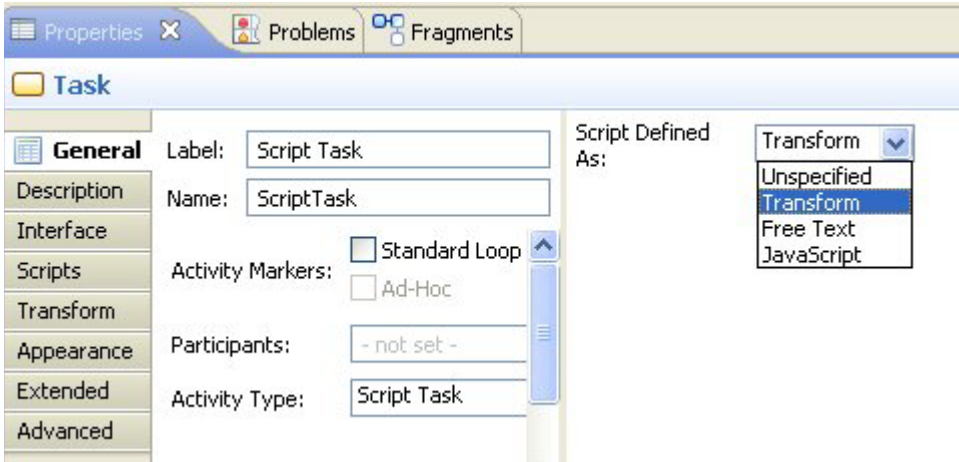 Properties Problems Fragments
Task
General
Description
Interface
Scripts
Transform
Appearance
Extended
Advanced
Label: Script Task
Name: ScriptTask
Activity Markers: Standard Loop
Ad-Hoc
Participants: - not set -
Activity Type: Script Task
Script Defined
As:
Transform
Unspecified
Transform
Free Text
JavaScript